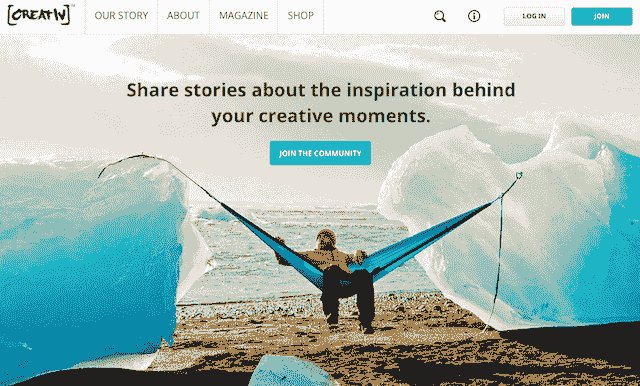 [CREATIV]™
OUR STORY ABOUT MAGAZINE SHOP LOG IN JOIN
Share stories about the inspiration behind
your creative moments.
JOIN THE COMMUNITY